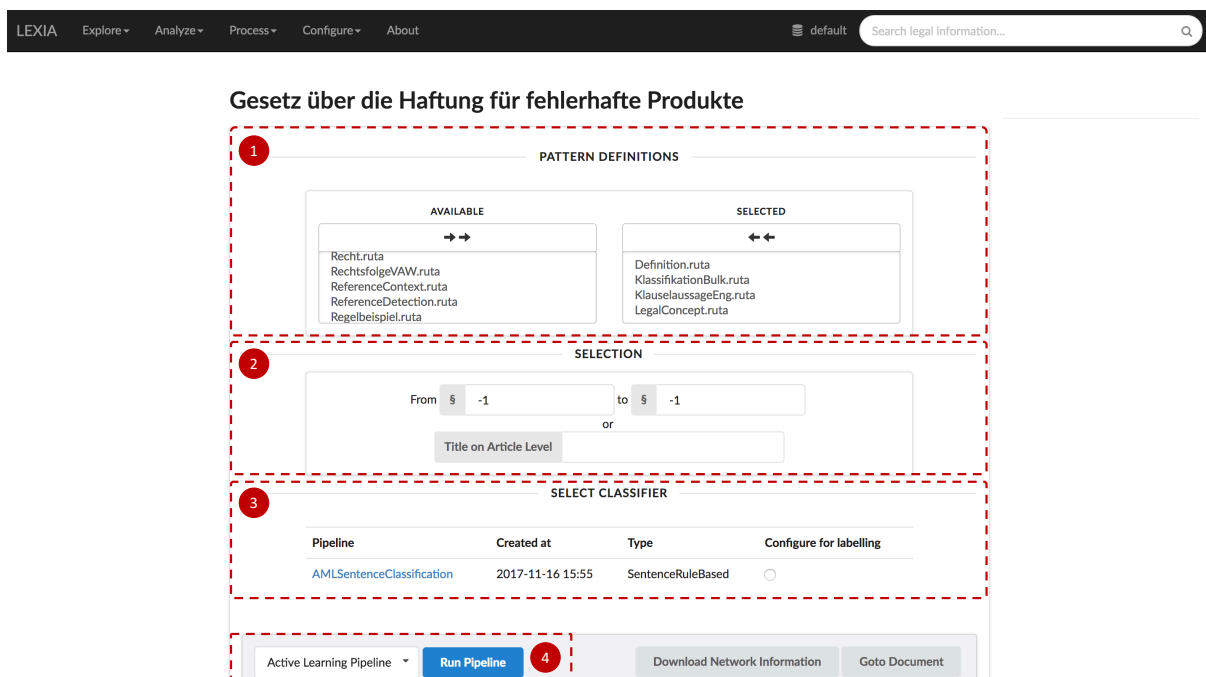 LEXIA Explore Analyze Process Configure About default Search legal information...
Gesetz über die Haftung für fehlerhafte Produkte
1
PATTERN DEFINITIONS
AVAILABLE SELECTED
Recht.ruta
RechtsfolgeVAW.ruta
ReferenceContext.ruta
ReferenceDetection.ruta
Regelbeispiel.ruta
Definition.ruta
KlassifikationBulk.ruta
KlauselaussageEng.ruta
LegalConcept.ruta
2
SELECTION
From § -1 to § -1
or
Title on Article Level
3
SELECT CLASSIFIER
Pipeline Created at Type Configure for labelling
AMLSentenceClassification 2017-11-16 15:55 SentenceRuleBased
Active Learning Pipeline Run Pipeline 4 Download Network Information Goto Document